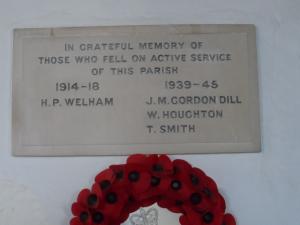 IN GRATEFUL MEMORY OF
THOSE WHO FELL ON ACTIVE SERVICE
OF THIS PARISH
1914-18 1939-45
H.P. WELHAM J.M. GORDON DILL
W. HOUGHTON
T. SMITH